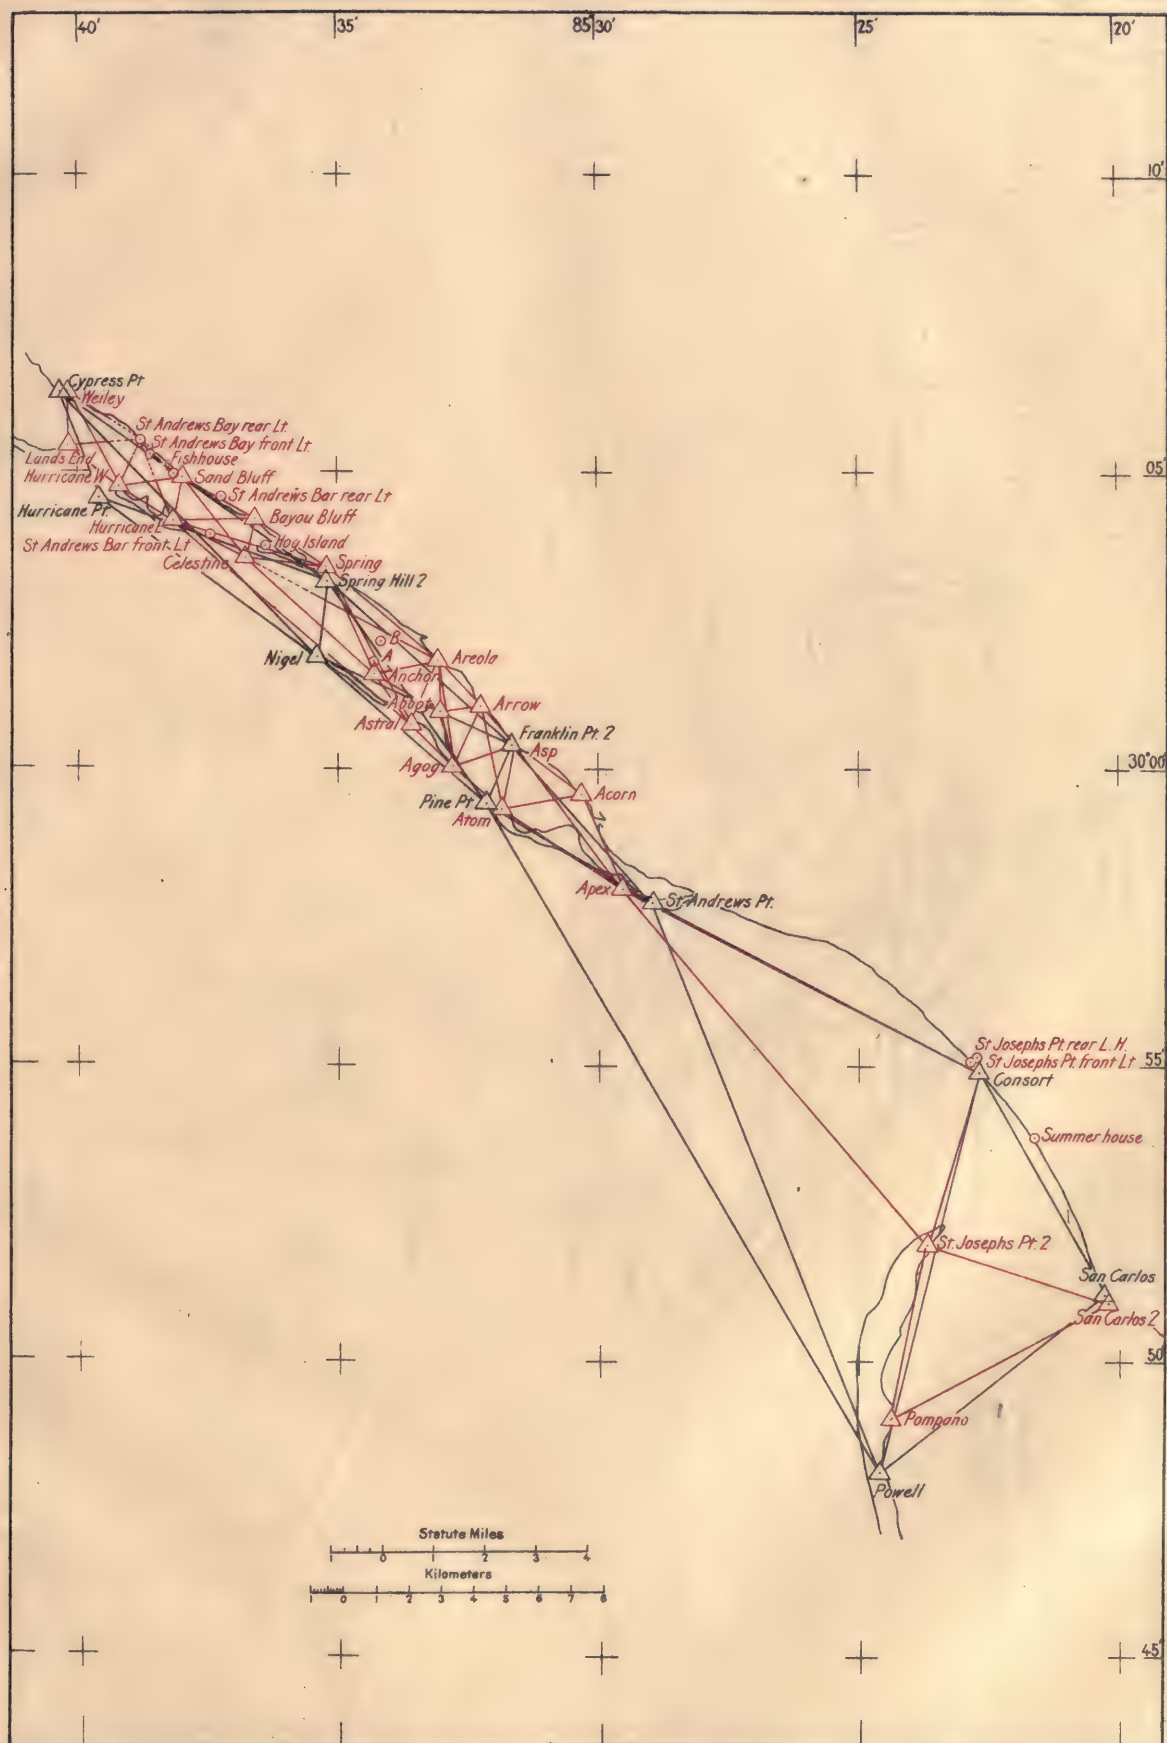 40'
35'
85°30'
25'
20'
10'
Cypress Pt
Weiley
St Andrews Bay rear Lt.
St Andrews Bay front Lt.
Lands End
Fishhouse
05'
Hurricane W
Sand Bluff
St Andrews Bar rear Lt
Hurricane Pt.
Hurricane E
Bayou Bluff
St Andrews Bar front Lt
Hog Island
Celestine
Spring
Spring Hill 2
B
Nigel
A
Areola
Anchor
Abbot
Arrow
Astral
Franklin Pt. 2
Asp
Agog
30°00'
Pine Pt
Acorn
Atom
Apex
St Andrews Pt.
St Josephs Pt. rear L.H.
St Josephs Pt. front Lt
55'
Consort
Summer house
St. Josephs Pt. 2
San Carlos
San Carlos 2
50'
Pompano
Powell
Statute Miles
1 0 1 2 3 4
Kilometers
1 0 1 2 3 4 5 6 7 8
45'